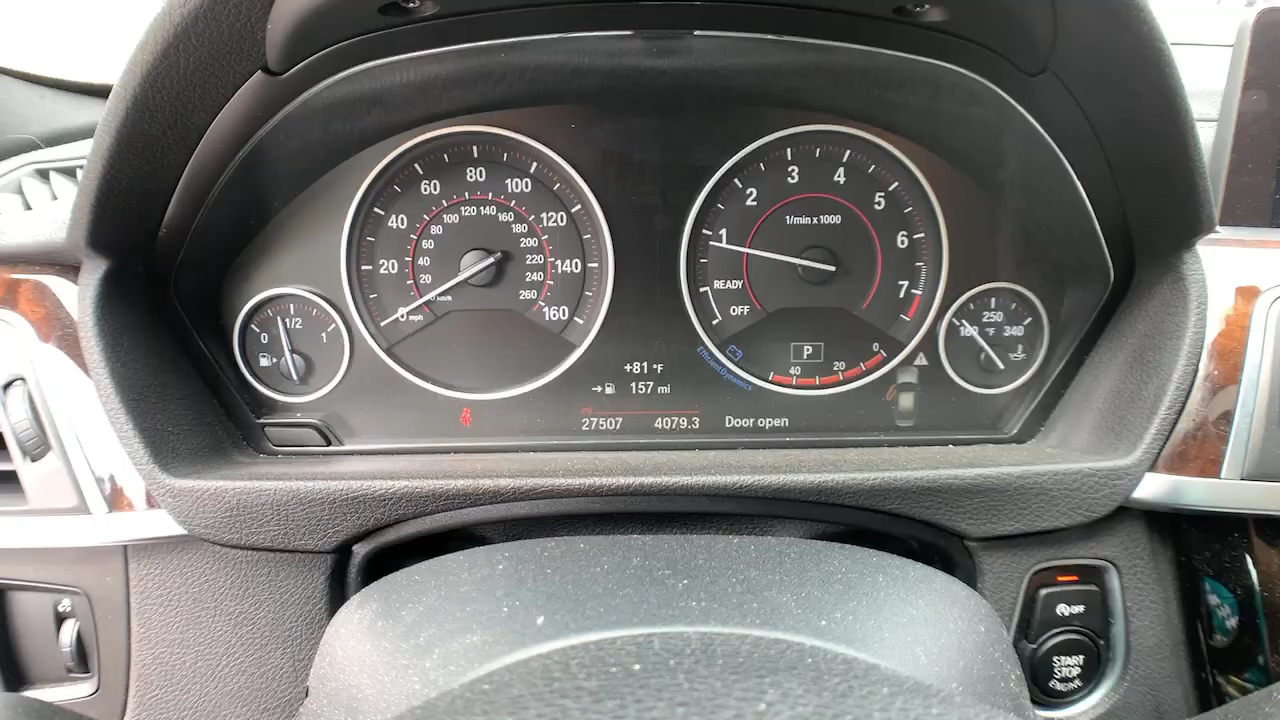 20
40
60
80
100
120
140
160
0 mph
0 km/h
20
40
60
80
100
120
140
160
180
200
220
240
260
1
2
3
4
5
6
7
1/min x 1000
READY
OFF
P
40
20
0
EfficientDynamics
0
1/2
1
160
250
340
°F
+81 °F
157 mi
mi
27507
4079.3
Door open
OFF
START
STOP
ENGINE